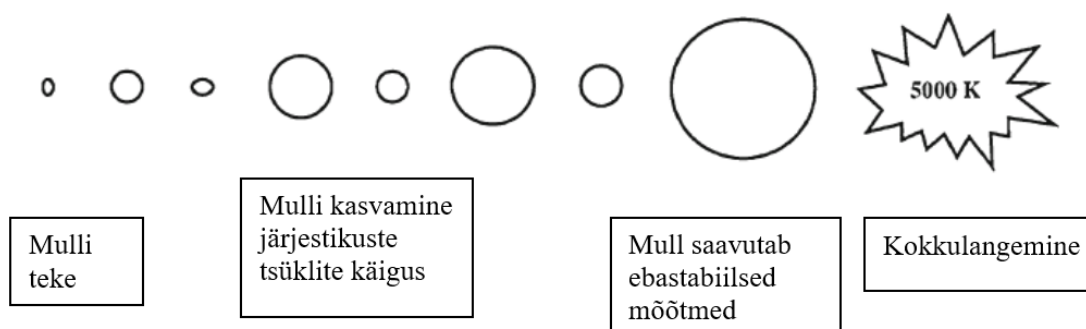 5000 K
Mulli
teke
Mulli kasvamine
järjestikuste
tsüklite käigus
Mull saavutab
ebastabiilsed
mõõtmed
Kokkulangemine